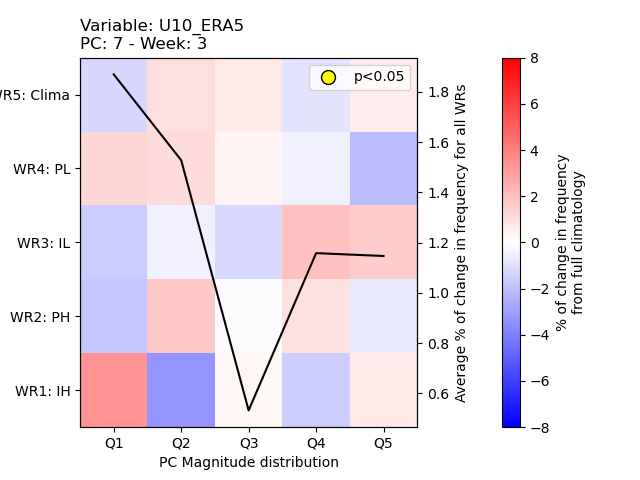 Variable: U10_ERA5
PC: 7 - Week: 3
p<0.05
WR5: Clima
WR4: PL
WR3: IL
WR2: PH
WR1: IH
Q1 Q2 Q3 Q4 Q5
PC Magnitude distribution
1.8
1.6
1.4
1.2
1.0
0.8
0.6
Average % of change in frequency for all WRs
8
6
4
2
0
−2
−4
−6
−8
% of change in frequency
from full climatology